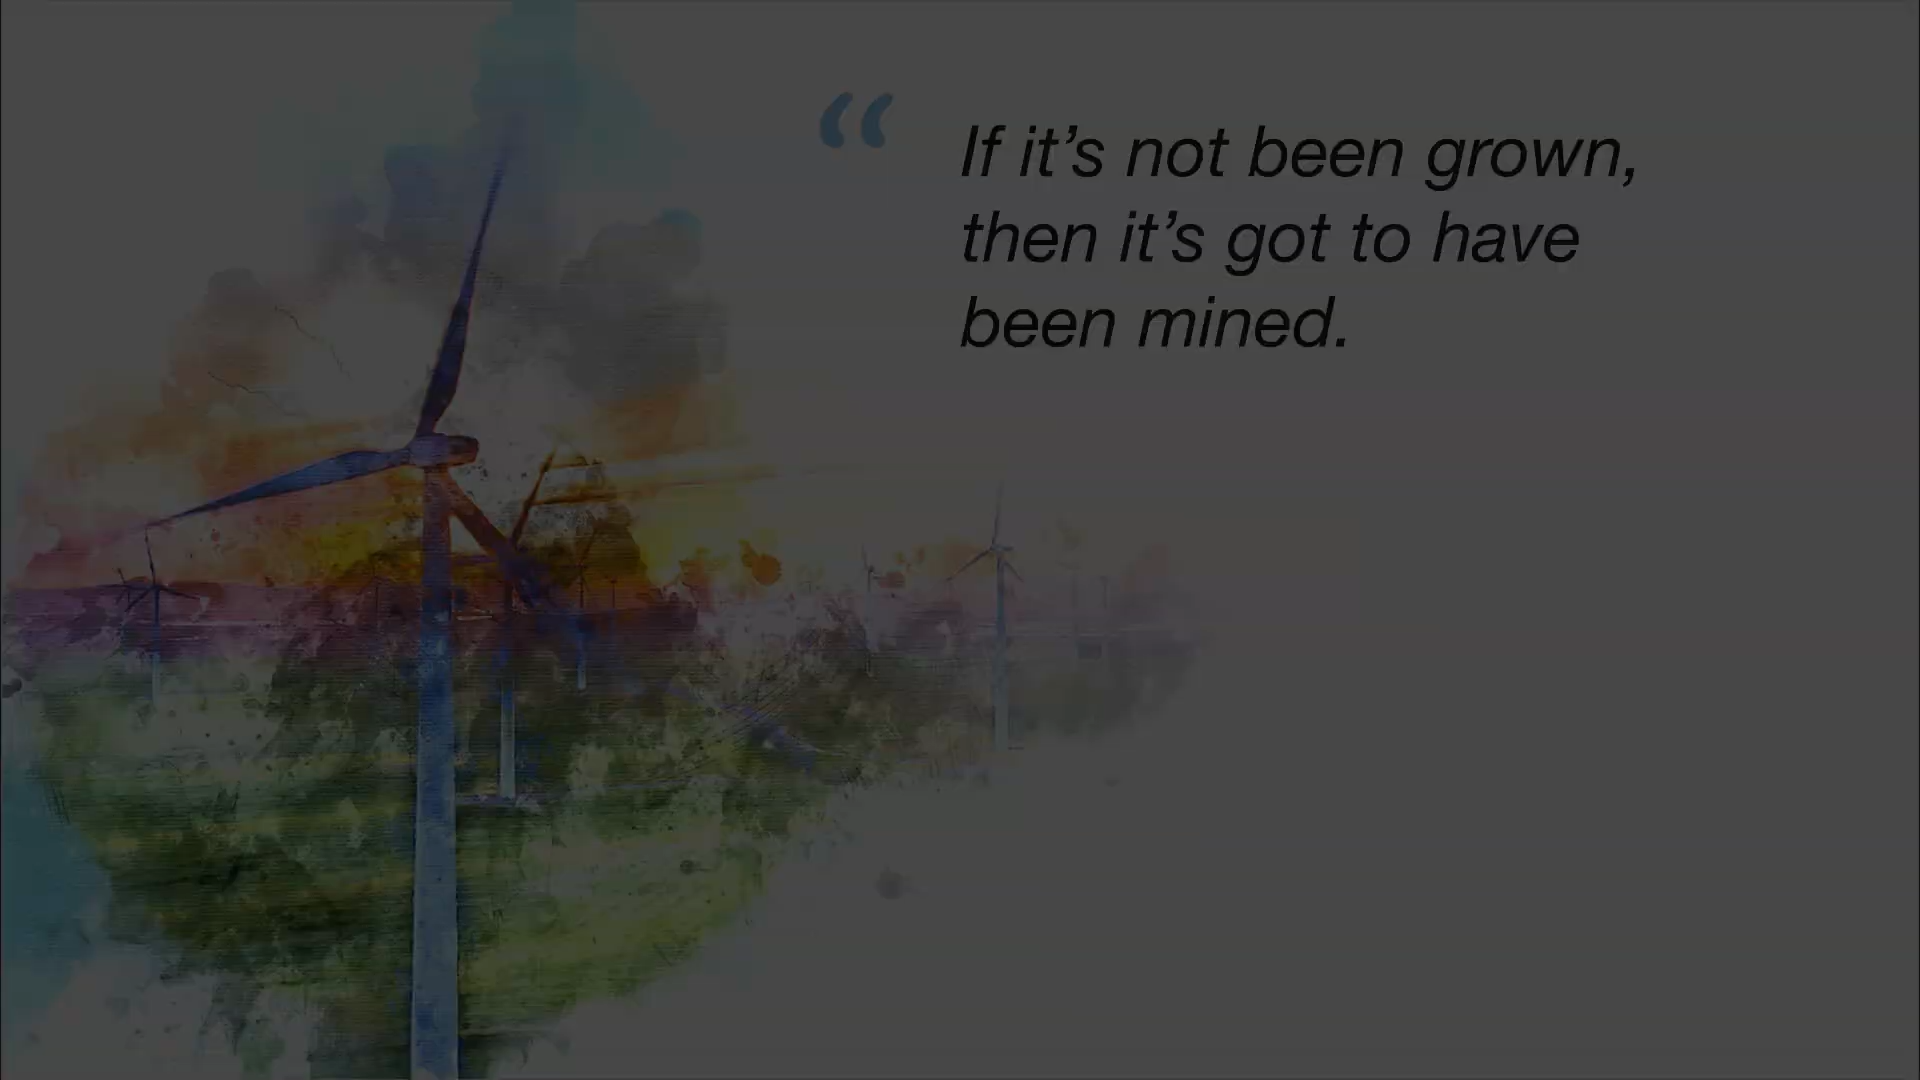 “ If it’s not been grown,
then it’s got to have
been mined.